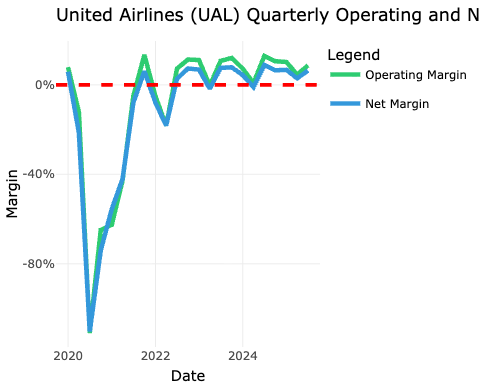 United Airlines (UAL) Quarterly Operating and N
Legend
Operating Margin
Net Margin
0%
-40%
-80%
Margin
2020
2022
2024
Date